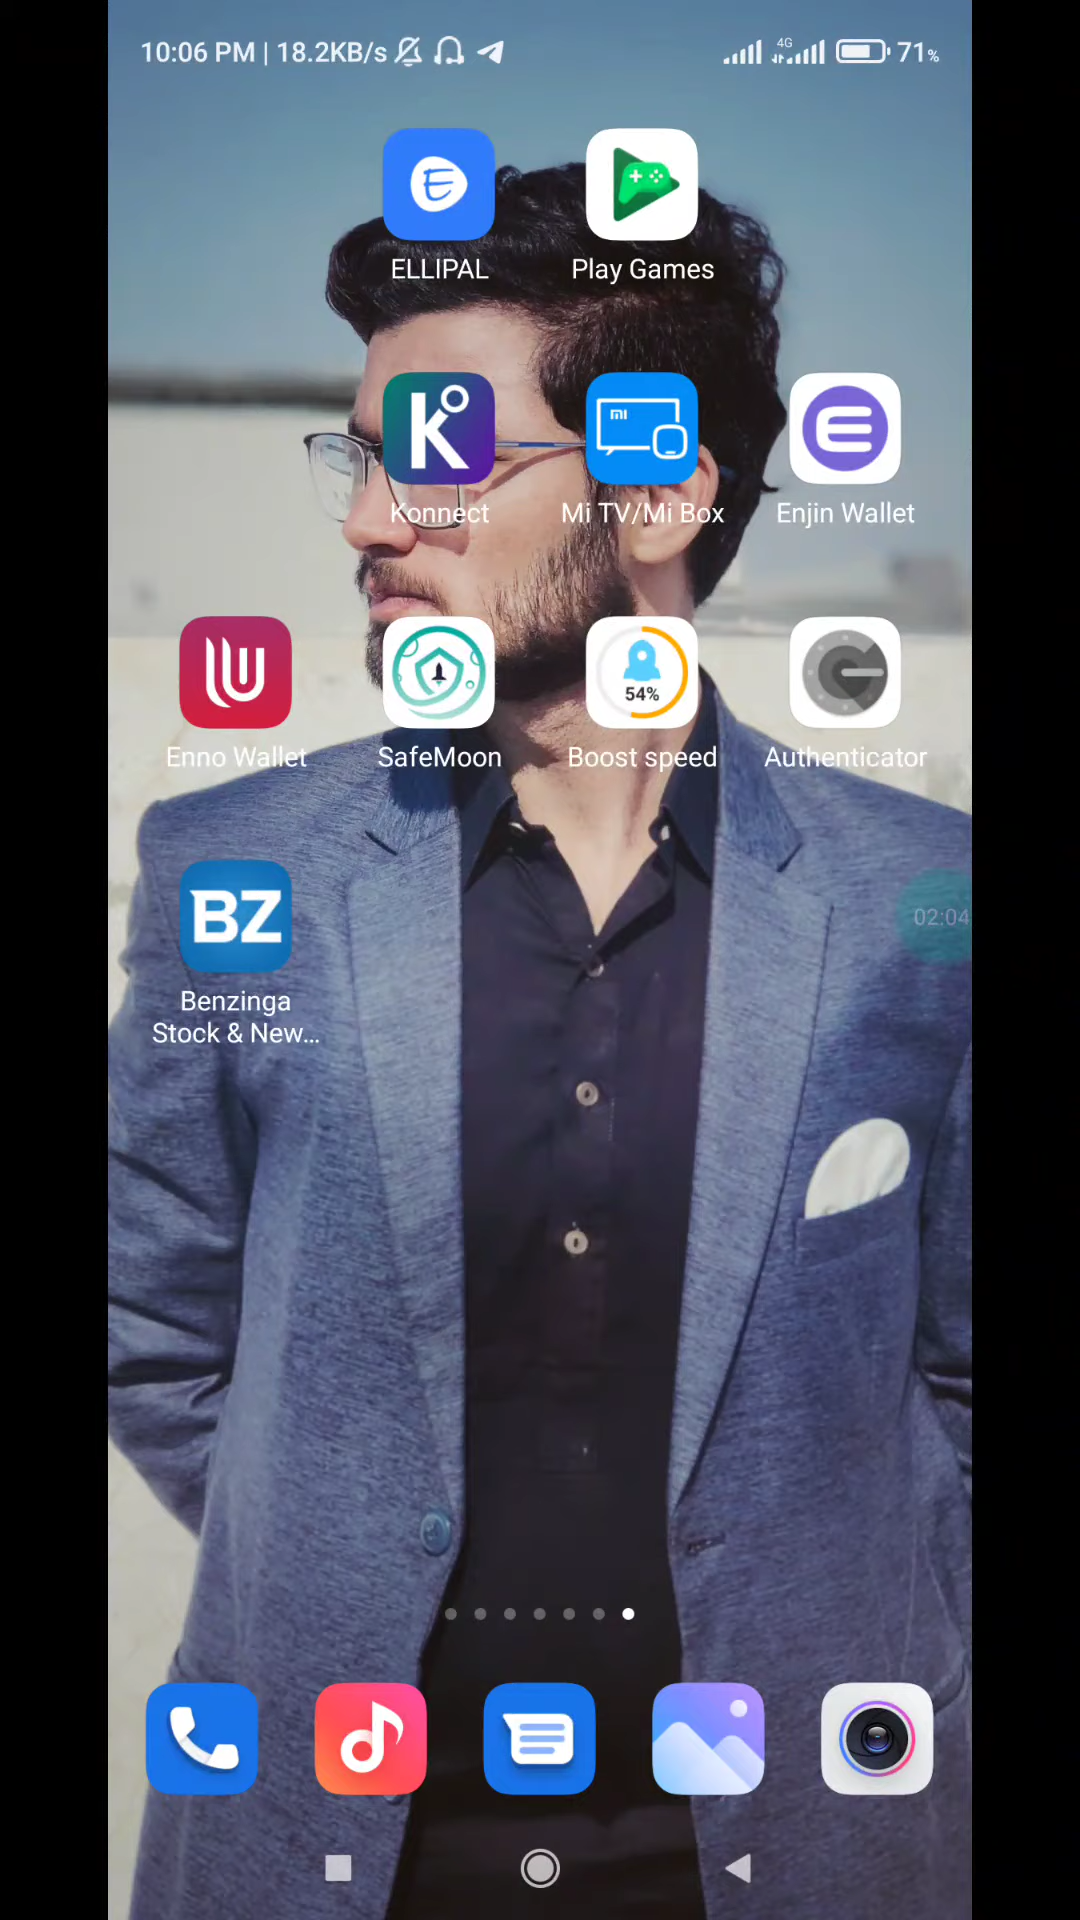 10:06 PM | 18.2KB/s
4G
71%
ELLIPAL
Play Games
K
mi
Konnect
Mi TV/Mi Box
Enjin Wallet
54%
Enno Wallet
SafeMoon
Boost speed
Authenticator
BZ
02:04
Benzinga
Stock & New...